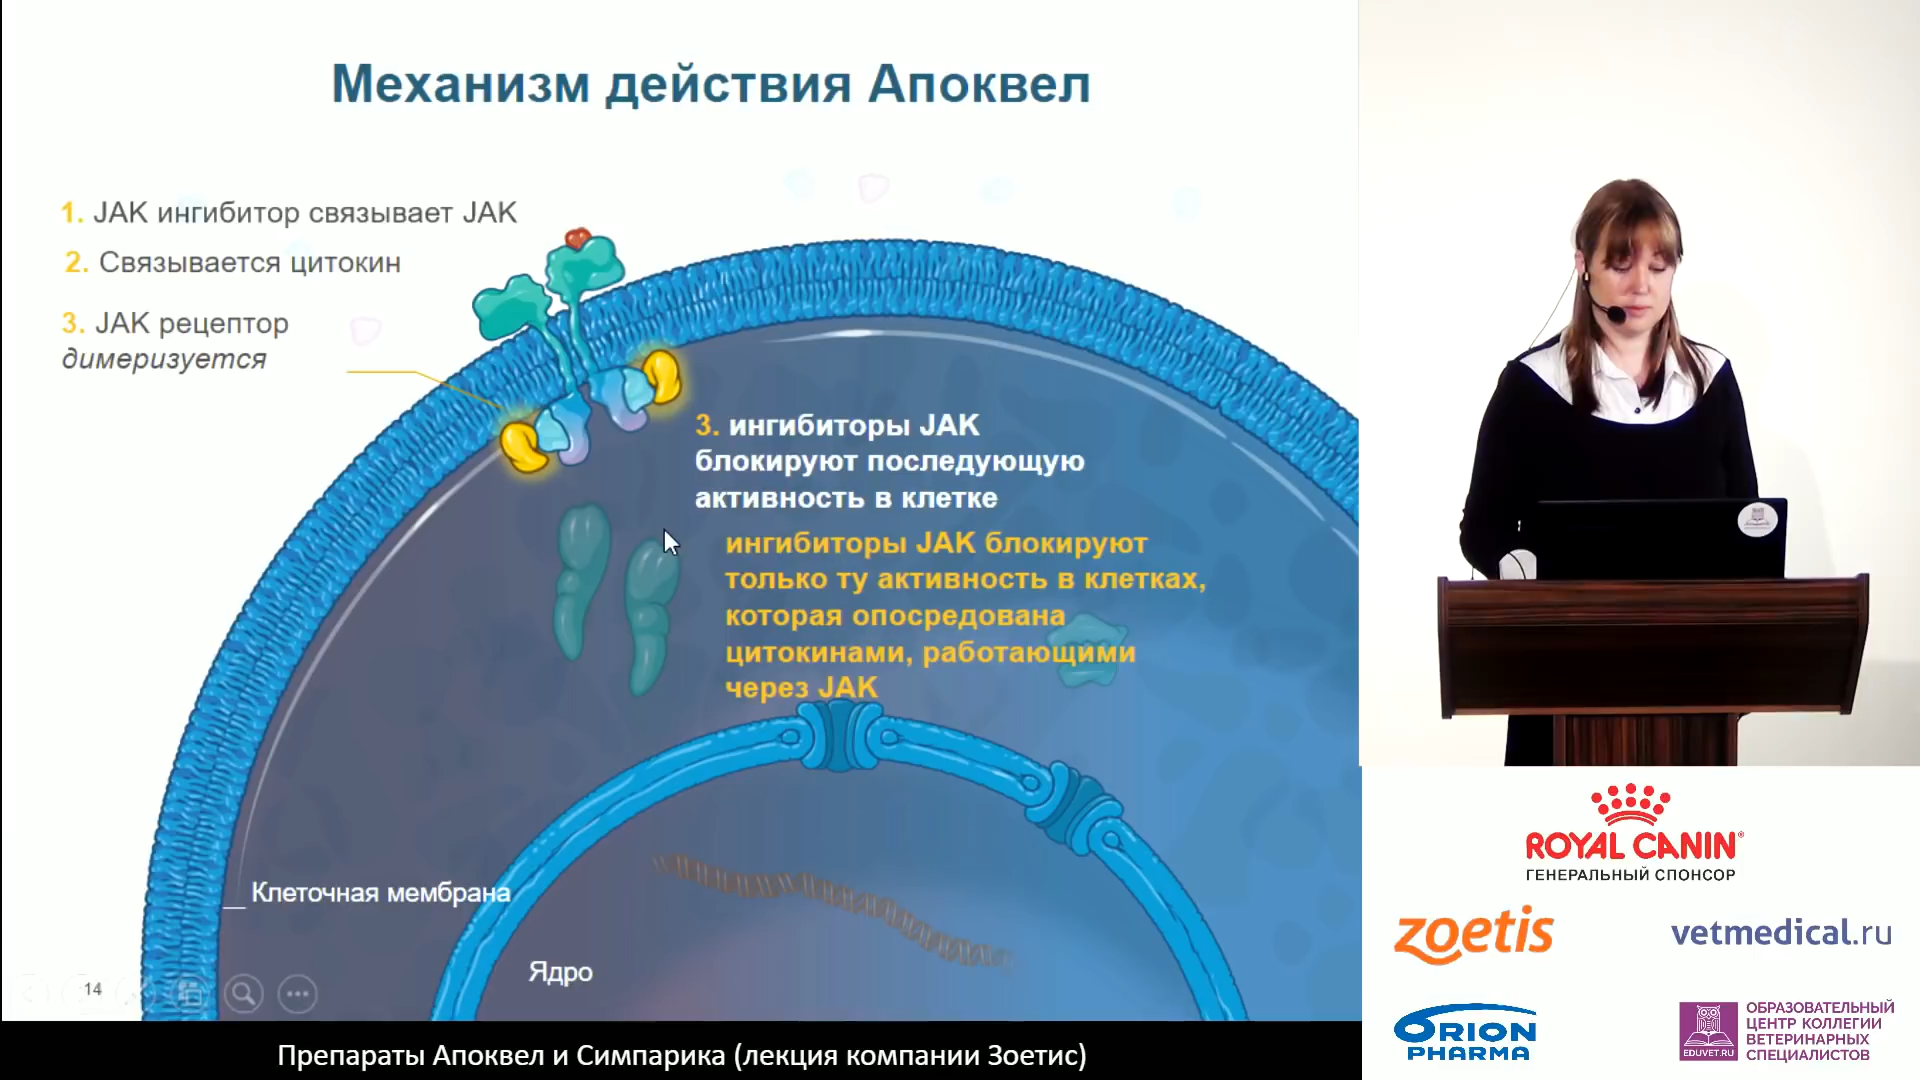 Механизм действия Апоквел
1. JAK ингибитор связывает JAK
2. Связывается цитокин
3. JAK рецептор
димеризуется
3. ингибиторы JAK
блокируют последующую
активность в клетке
ингибиторы JAK блокируют
только ту активность в клетках,
которая опосредована
цитокинами, работающими
через JAK
Клеточная мембрана
Ядро
14
Препараты Апоквел и Симпарика (лекция компании Зоетис)
ROYAL CANIN®
ГЕНЕРАЛЬНЫЙ СПОНСОР
zoetis
vetmedical.ru
ORION
PHARMA
EDUVET.RU
ОБРАЗОВАТЕЛЬНЫЙ
ЦЕНТР КОЛЛЕГИИ
ВЕТЕРИНАРНЫХ
СПЕЦИАЛИСТОВ